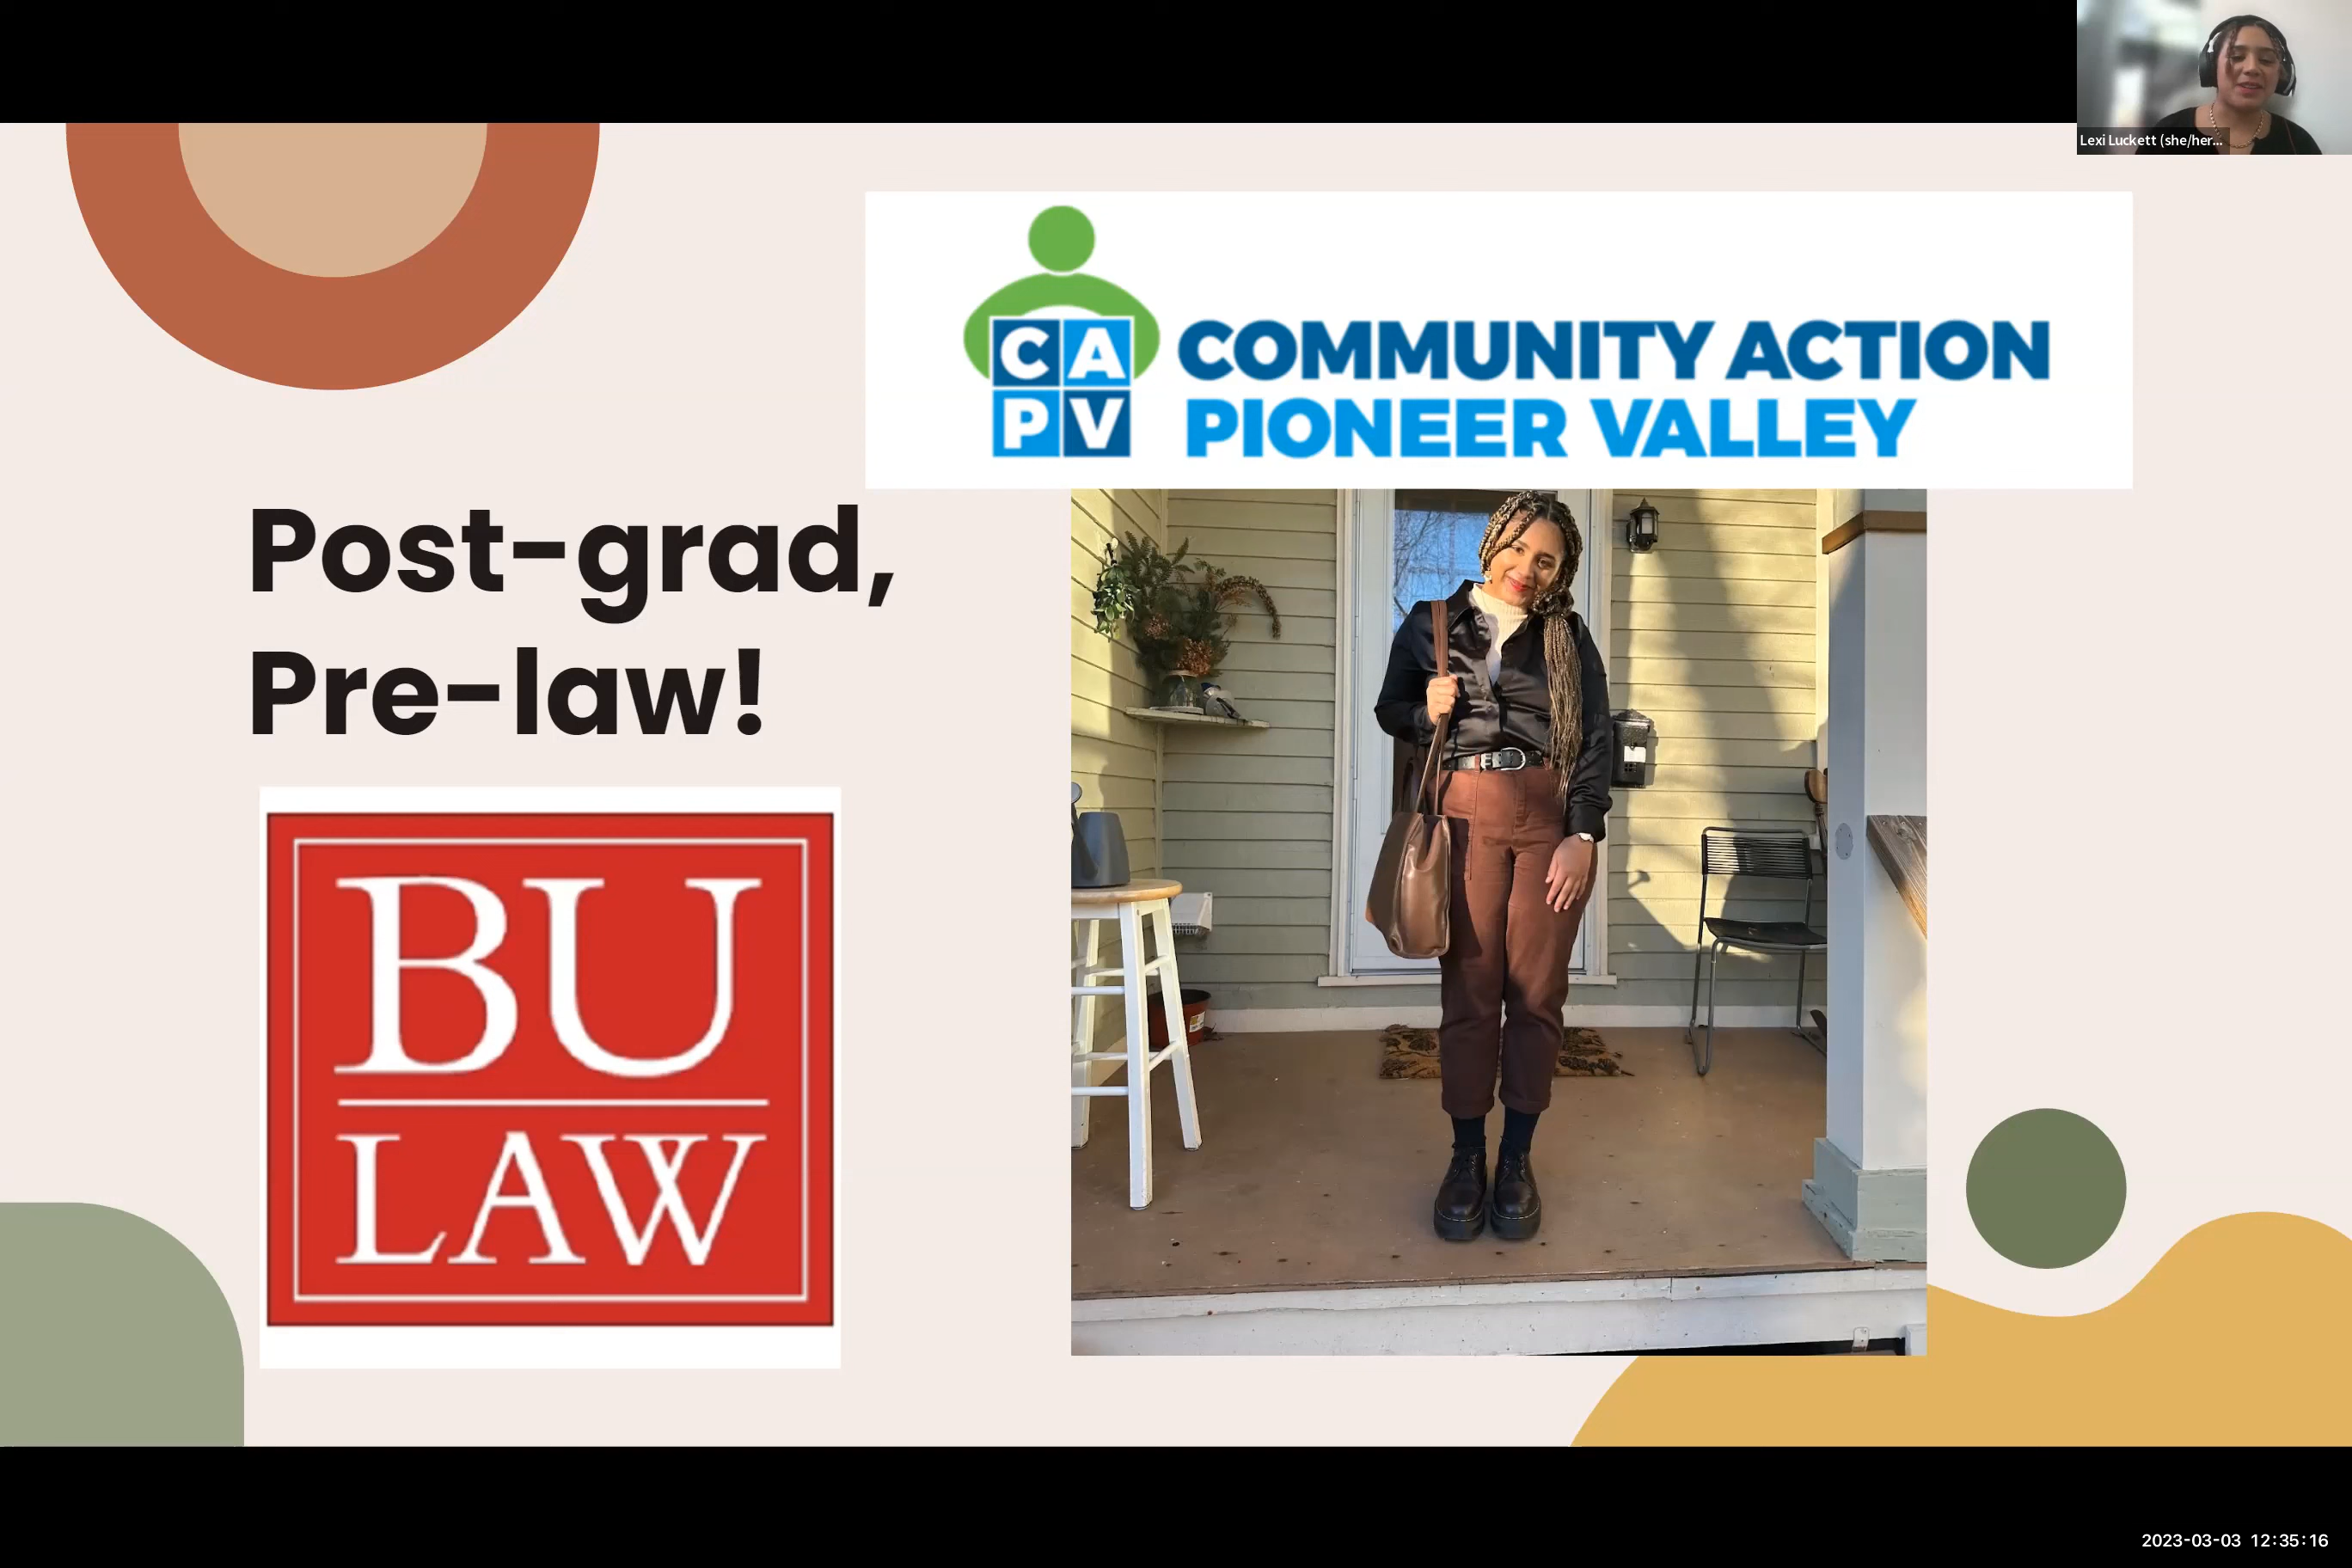 Lexi Luckett (she/her...
C A
P V
COMMUNITY ACTION
PIONEER VALLEY
Post-grad,
Pre-law!
BU
LAW
2023-03-03 12:35:16